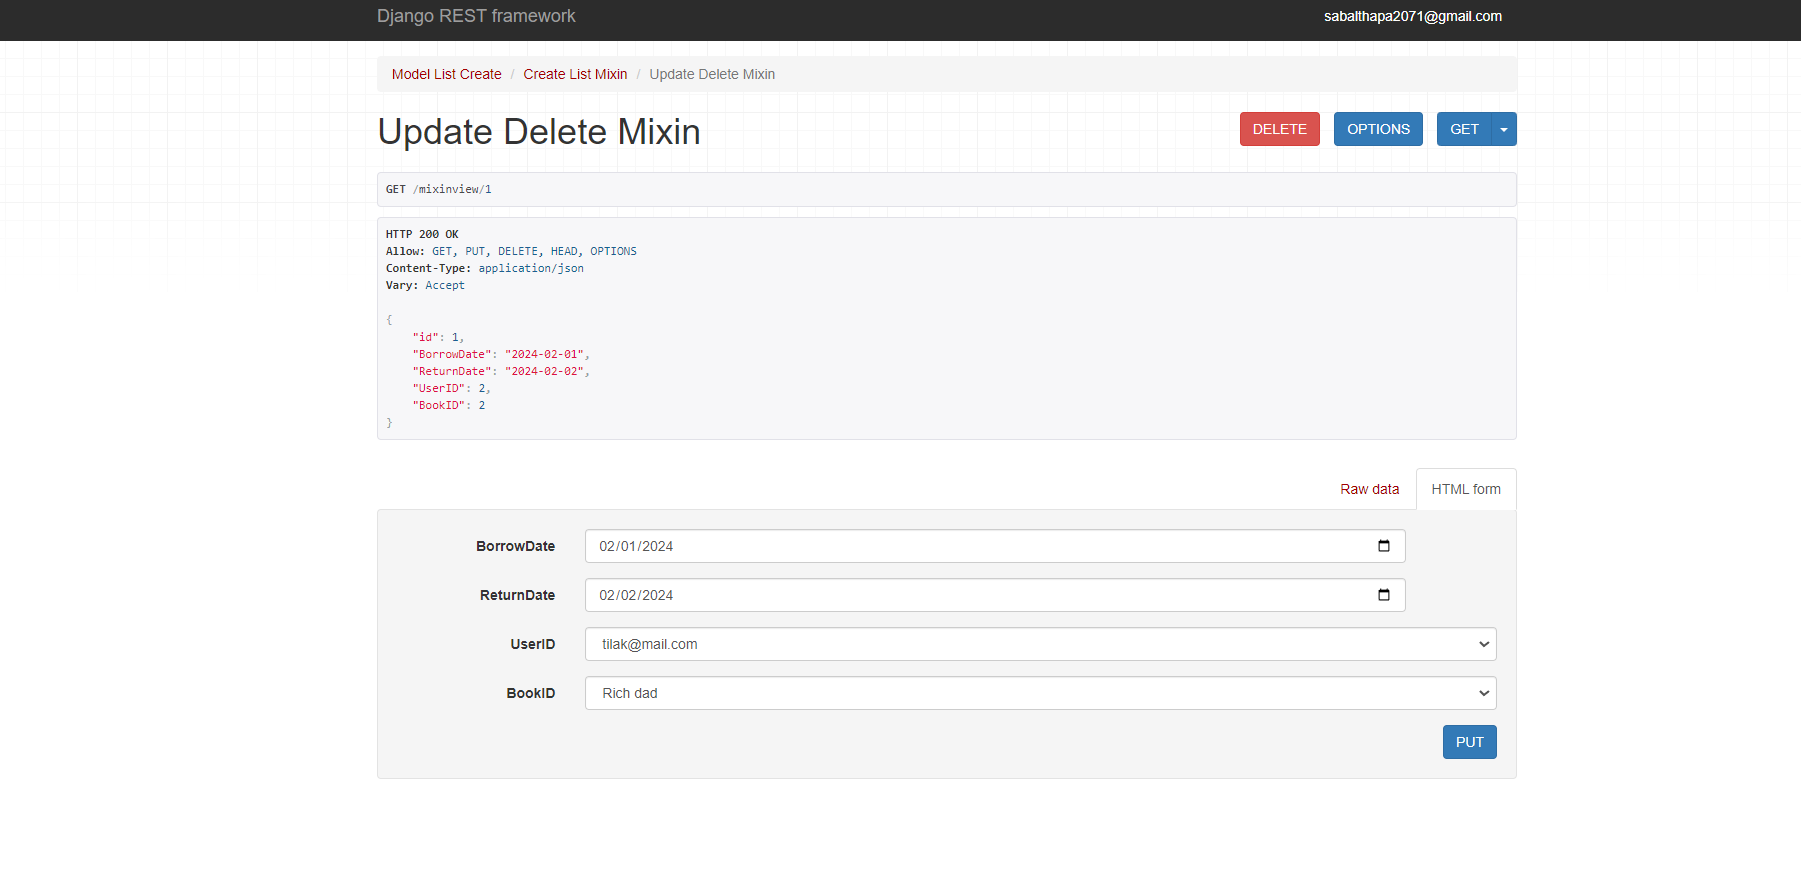 Django REST framework
sabalthapa2071@gmail.com
Model List Create / Create List Mixin / Update Delete Mixin
Update Delete Mixin
DELETE
OPTIONS
GET
GET /mixinview/1
HTTP 200 OK
Allow: GET, PUT, DELETE, HEAD, OPTIONS
Content-Type: application/json
Vary: Accept
{
    "id": 1,
    "BorrowDate": "2024-02-01",
    "ReturnDate": "2024-02-02",
    "UserID": 2,
    "BookID": 2
}
Raw data
HTML form
BorrowDate 02/01/2024
ReturnDate 02/02/2024
UserID tilak@mail.com
BookID Rich dad
PUT